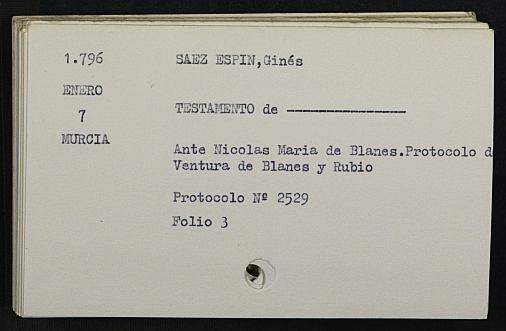 1.796 SAEZ ESPIN,Ginés
ENERO
7 TESTAMENTO de ------------------
MURCIA
Ante Nicolas Maria de Blanes.Protocolo d
Ventura de Blanes y Rubio
Protocolo Nº 2529
Folio 3